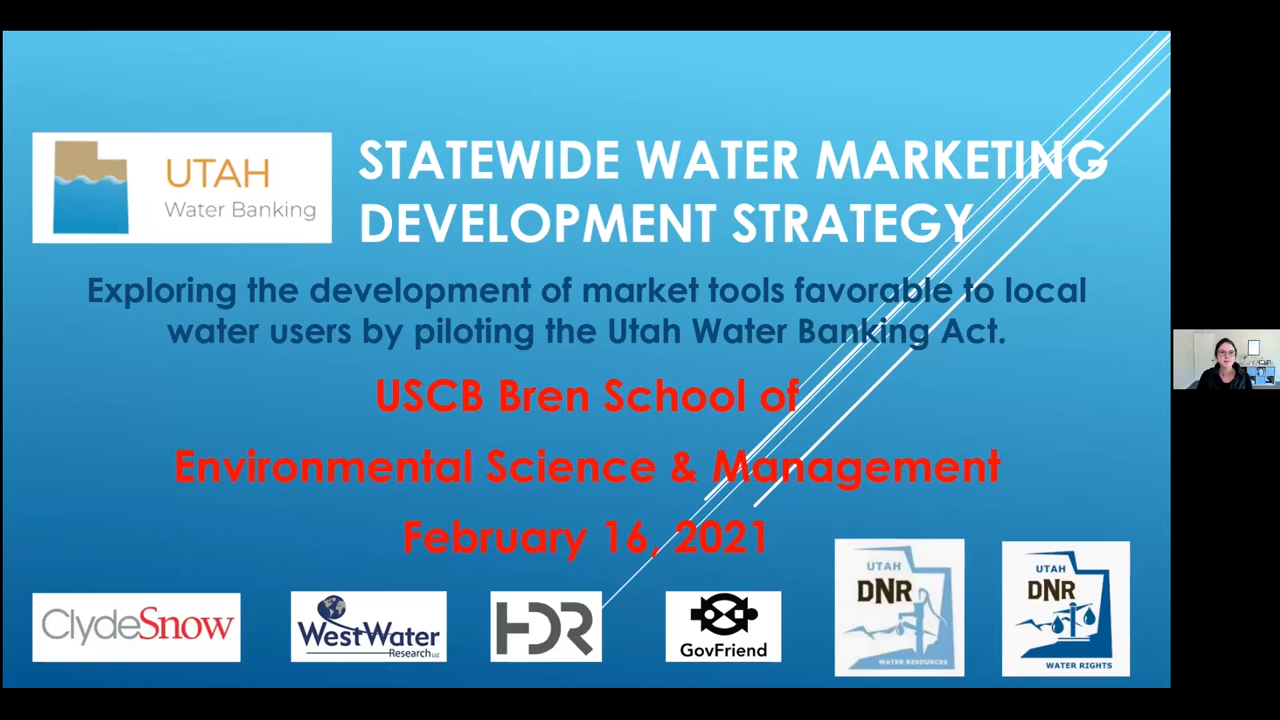 UTAH
Water Banking
STATEWIDE WATER MARKETING
DEVELOPMENT STRATEGY
Exploring the development of market tools favorable to local
water users by piloting the Utah Water Banking Act.
USCB Bren School of
Environmental Science & Management
February 16, 2021
ClydeSnow
WestWater
Research LLC
HDR
GovFriend
UTAH
DNR
WATER RESOURCES
UTAH
DNR
WATER RIGHTS